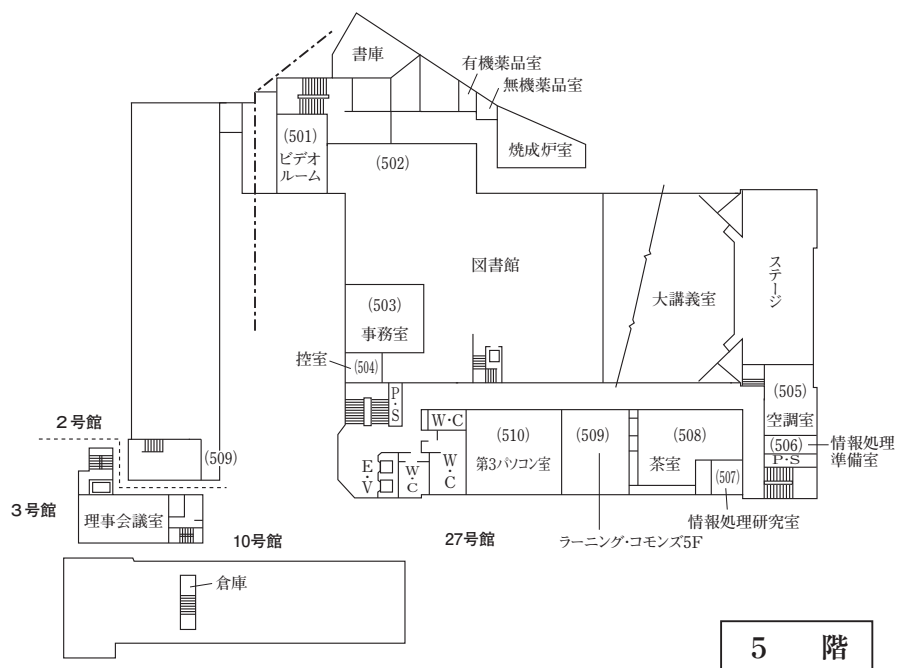 書庫
有機薬品室
無機薬品室
焼成炉室
(501)
ビデオ
ルーム
(502)
図書館
大講義室
ステージ
(503)
事務室
控室
(504)
P・S
(505)
空調室
(506)
情報処理
準備室
P・S
W・C
(510)
第3パソコン室
(509)
(508)
茶室
(507)
E・V
W・C
W・C
情報処理研究室
ラーニング・コモンズ5F
2号館
(509)
3号館
理事会議室
10号館
27号館
倉庫
5 階